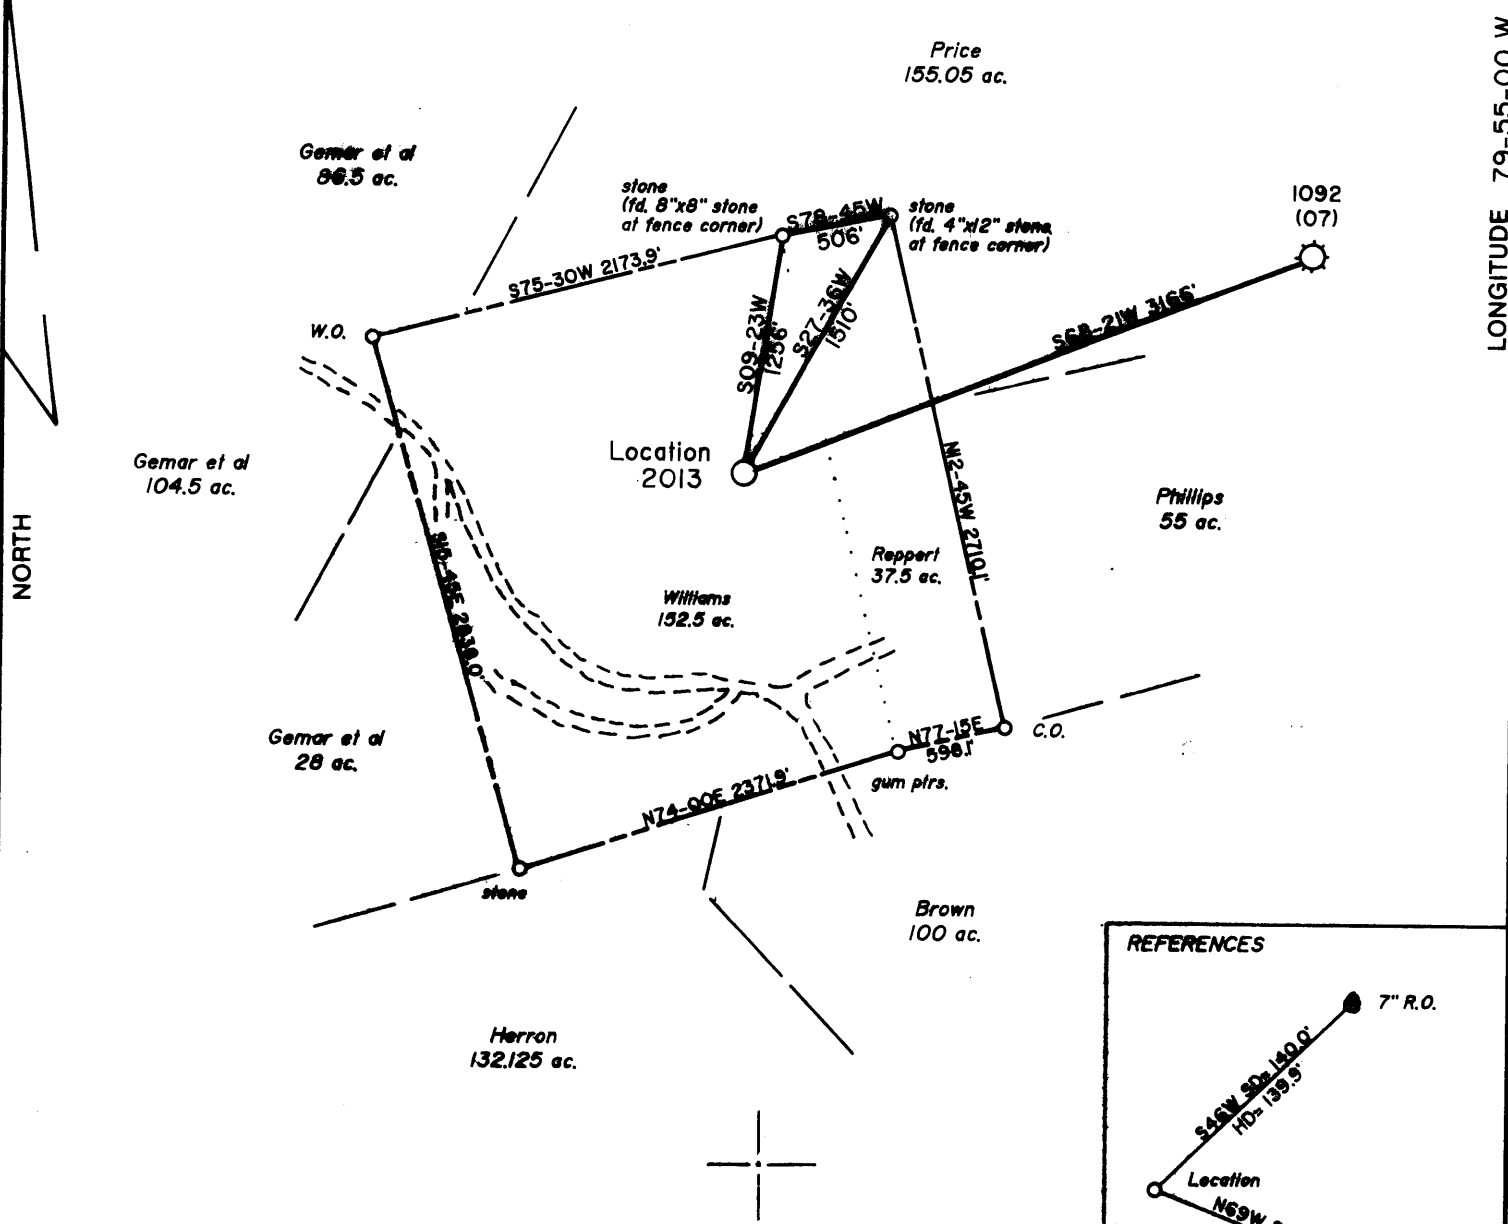 Price
155.05 ac.
LONGITUDE 79-55-00 W
Gemar et al
86.5 ac.
stone
(fd. 8"x8" stone
at fence corner)
S78-45W
506'
stone
(fd. 4"x12" stone
at fence corner)
1092
(07)
S75-30W 2173.9'
W.O.
S09-23W
1256'
S27-36W
1510'
S68-21W 3166'
Location
2013
Gemar et al
104.5 ac.
N12-45W 2710.1'
Phillips
55 ac.
NORTH
Reppert
37.5 ac.
Williams
152.5 ac.
Gemar et al
28 ac.
N77-15E
598.1'
C.O.
gum ptrs.
N74-00E 2371.9'
stone
Brown
100 ac.
REFERENCES
7" R.O.
Herron
132.125 ac.
S46W SD= 140.0'
HD= 139.9'
Location
N69W